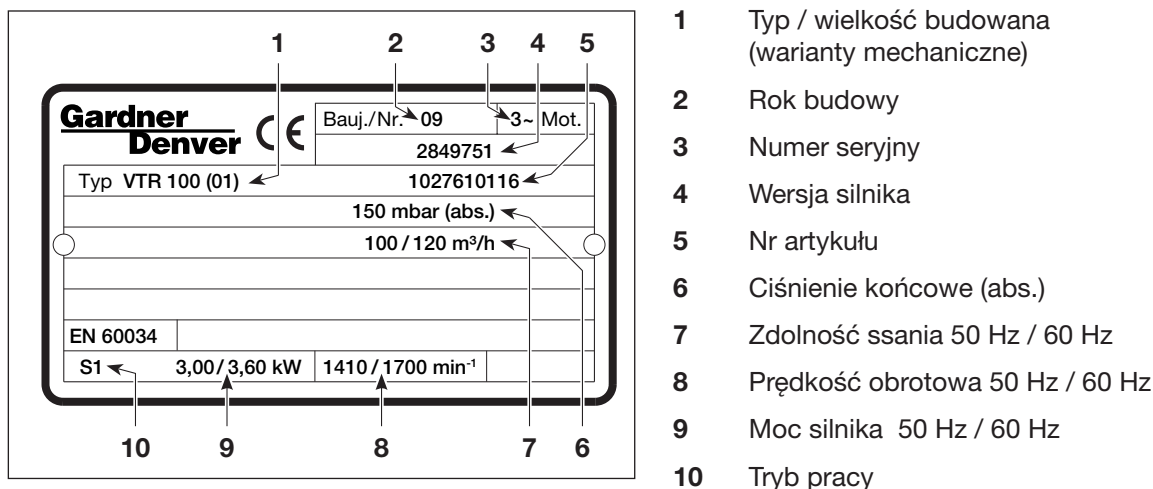 1 2 3 4 5
Gardner
Denver
CE
Bauj./Nr. 09
3~ Mot.
2849751
Typ VTR 100 (01)
1027610116
150 mbar (abs.)
100 / 120 m³/h
EN 60034
S1
3,00 / 3,60 kW
1410 / 1700 min⁻¹
10 9 8 7 6
1 Typ / wielkość budowana
(warianty mechaniczne)
2 Rok budowy
3 Numer seryjny
4 Wersja silnika
5 Nr artykułu
6 Ciśnienie końcowe (abs.)
7 Zdolność ssania 50 Hz / 60 Hz
8 Prędkość obrotowa 50 Hz / 60 Hz
9 Moc silnika 50 Hz / 60 Hz
10 Tryb pracy